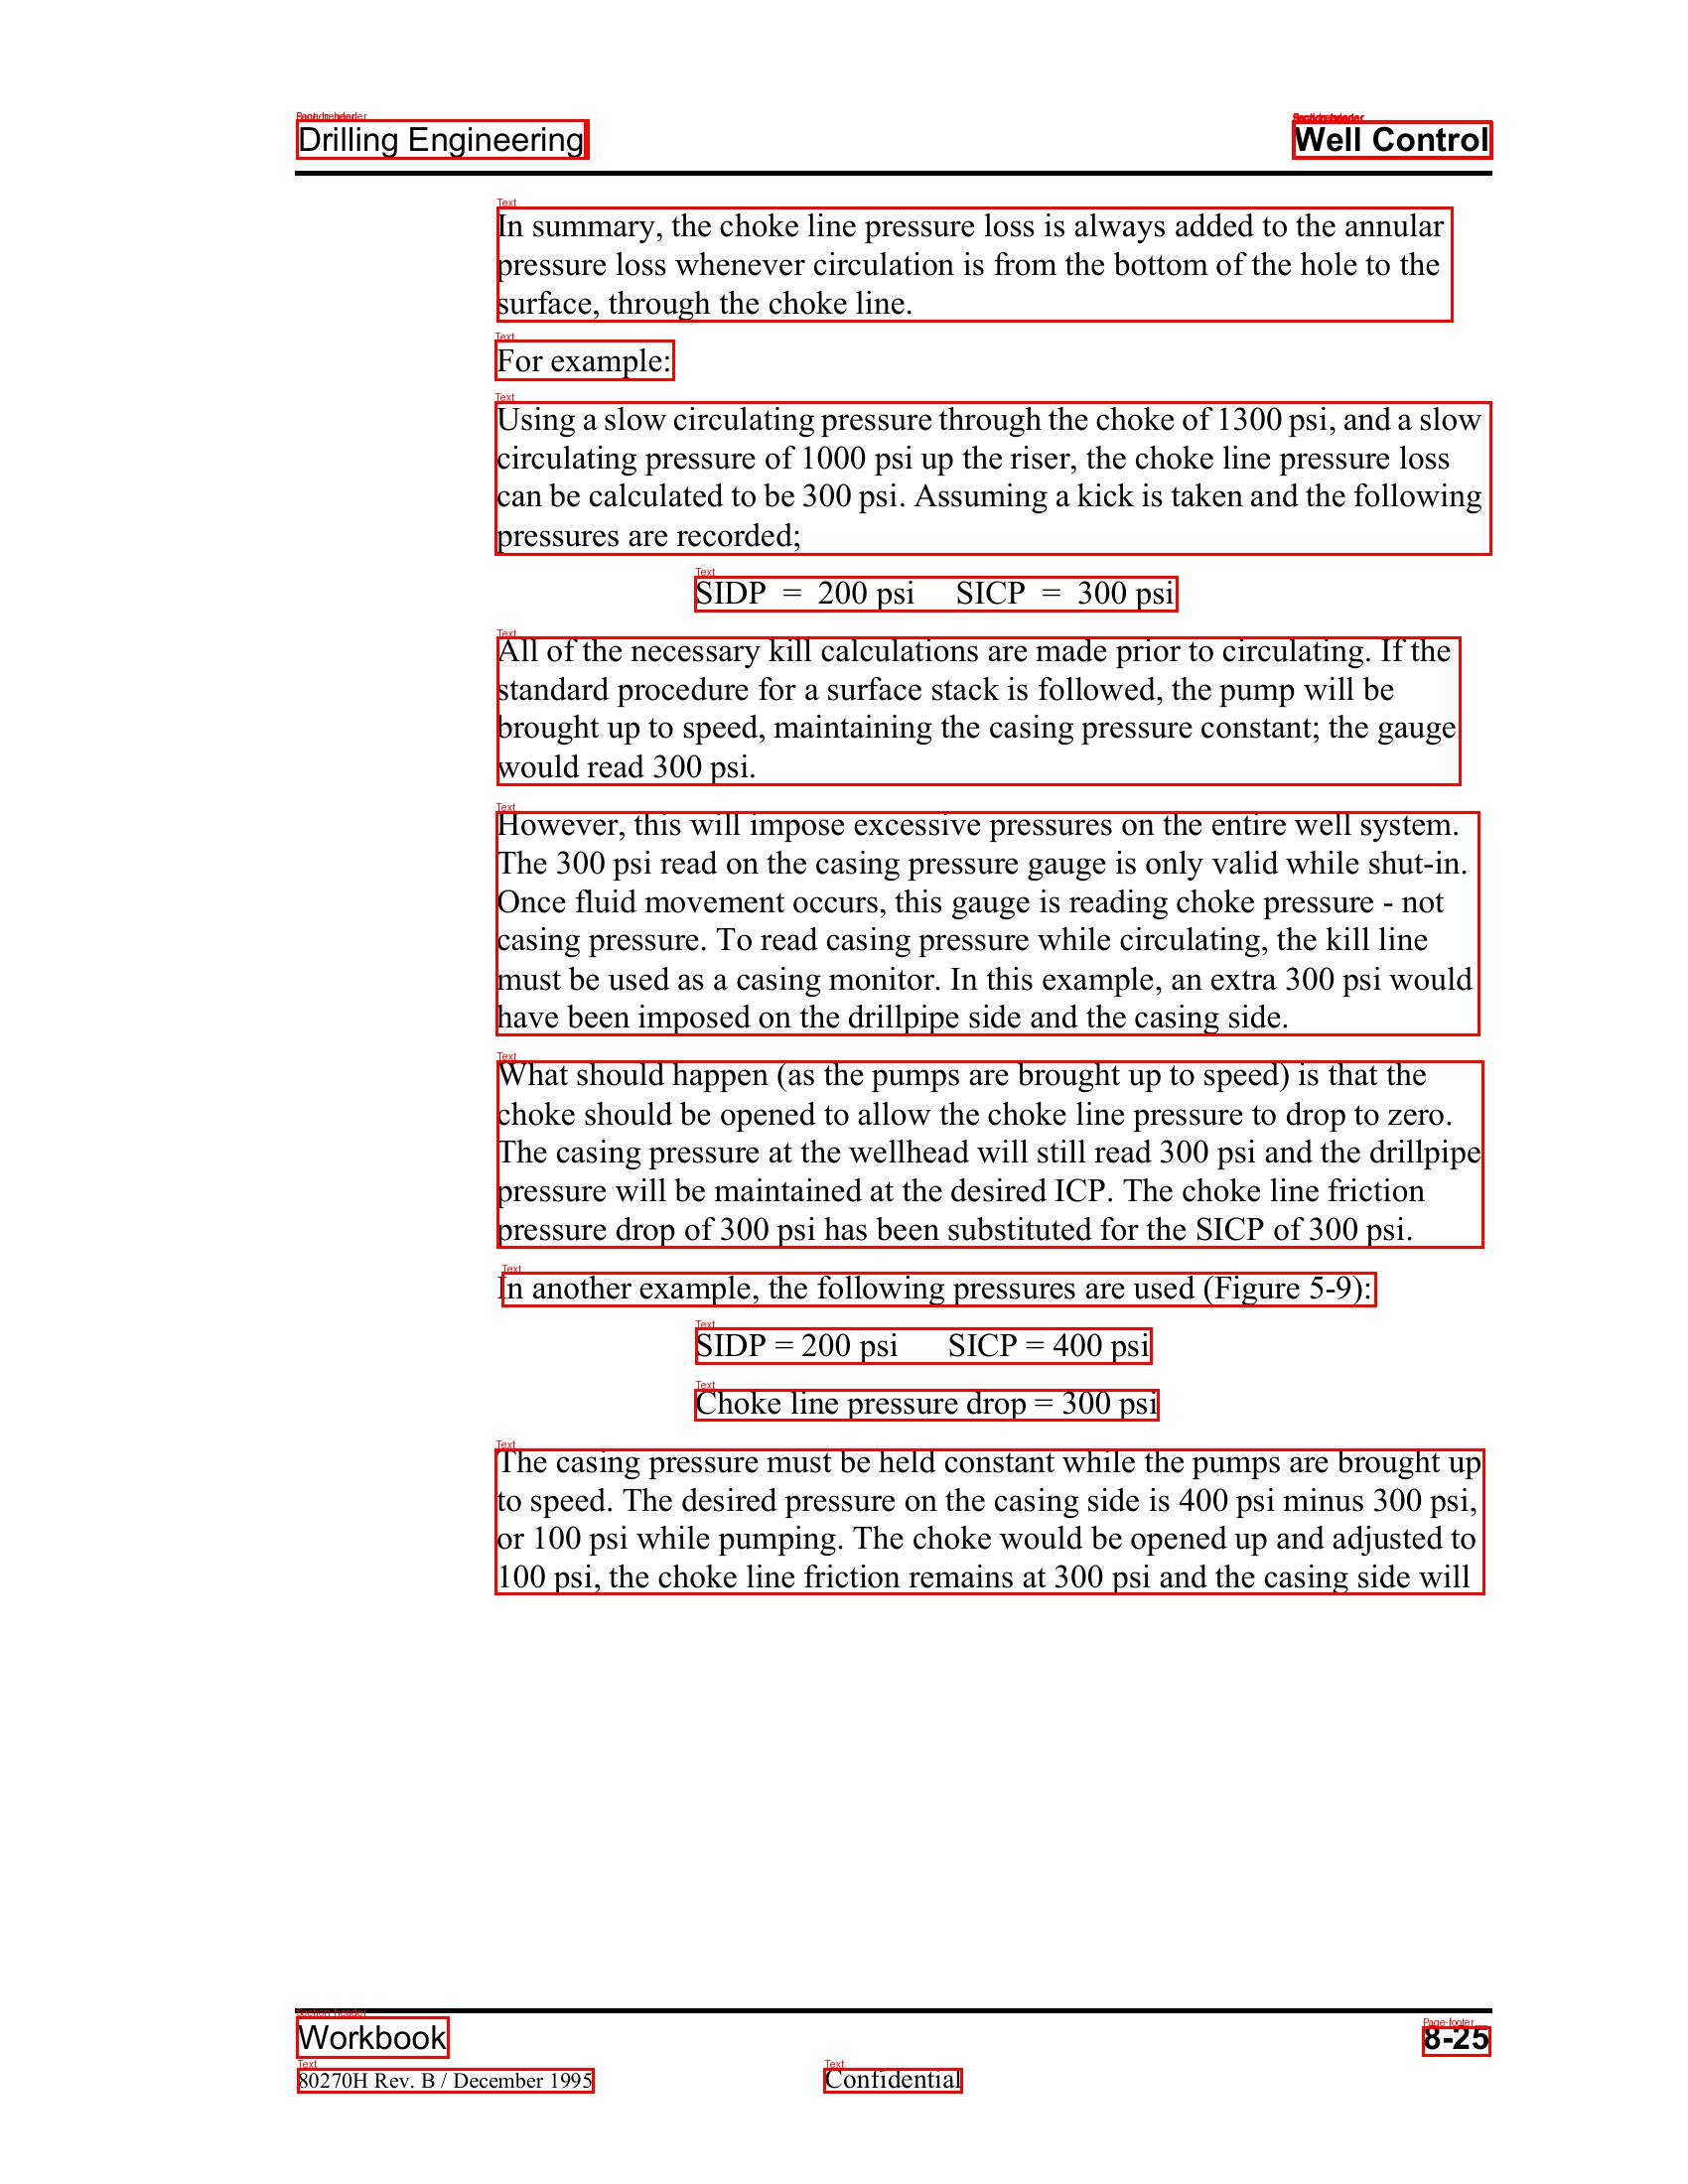 Drilling Engineering
Well Control
Text
In summary, the choke line pressure loss is always added to the annular
pressure loss whenever circulation is from the bottom of the hole to the
surface, through the choke line.
Text
For example:
Text
Using a slow circulating pressure through the choke of 1300 psi, and a slow
circulating pressure of 1000 psi up the riser, the choke line pressure loss
can be calculated to be 300 psi. Assuming a kick is taken and the following
pressures are recorded;
Text
SIDP = 200 psi SICP = 300 psi
Text
All of the necessary kill calculations are made prior to circulating. If the
standard procedure for a surface stack is followed, the pump will be
brought up to speed, maintaining the casing pressure constant; the gauge
would read 300 psi.
Text
However, this will impose excessive pressures on the entire well system.
The 300 psi read on the casing pressure gauge is only valid while shut-in.
Once fluid movement occurs, this gauge is reading choke pressure - not
casing pressure. To read casing pressure while circulating, the kill line
must be used as a casing monitor. In this example, an extra 300 psi would
have been imposed on the drillpipe side and the casing side.
Text
What should happen (as the pumps are brought up to speed) is that the
choke should be opened to allow the choke line pressure to drop to zero.
The casing pressure at the wellhead will still read 300 psi and the drillpipe
pressure will be maintained at the desired ICP. The choke line friction
pressure drop of 300 psi has been substituted for the SICP of 300 psi.
Text
In another example, the following pressures are used (Figure 5-9):
Text
SIDP = 200 psi SICP = 400 psi
Text
Choke line pressure drop = 300 psi
Text
The casing pressure must be held constant while the pumps are brought up
to speed. The desired pressure on the casing side is 400 psi minus 300 psi,
or 100 psi while pumping. The choke would be opened up and adjusted to
100 psi, the choke line friction remains at 300 psi and the casing side will
Section-header
Workbook
Page-footer
8-25
Text
80270H Rev. B / December 1995
Text
Confidential